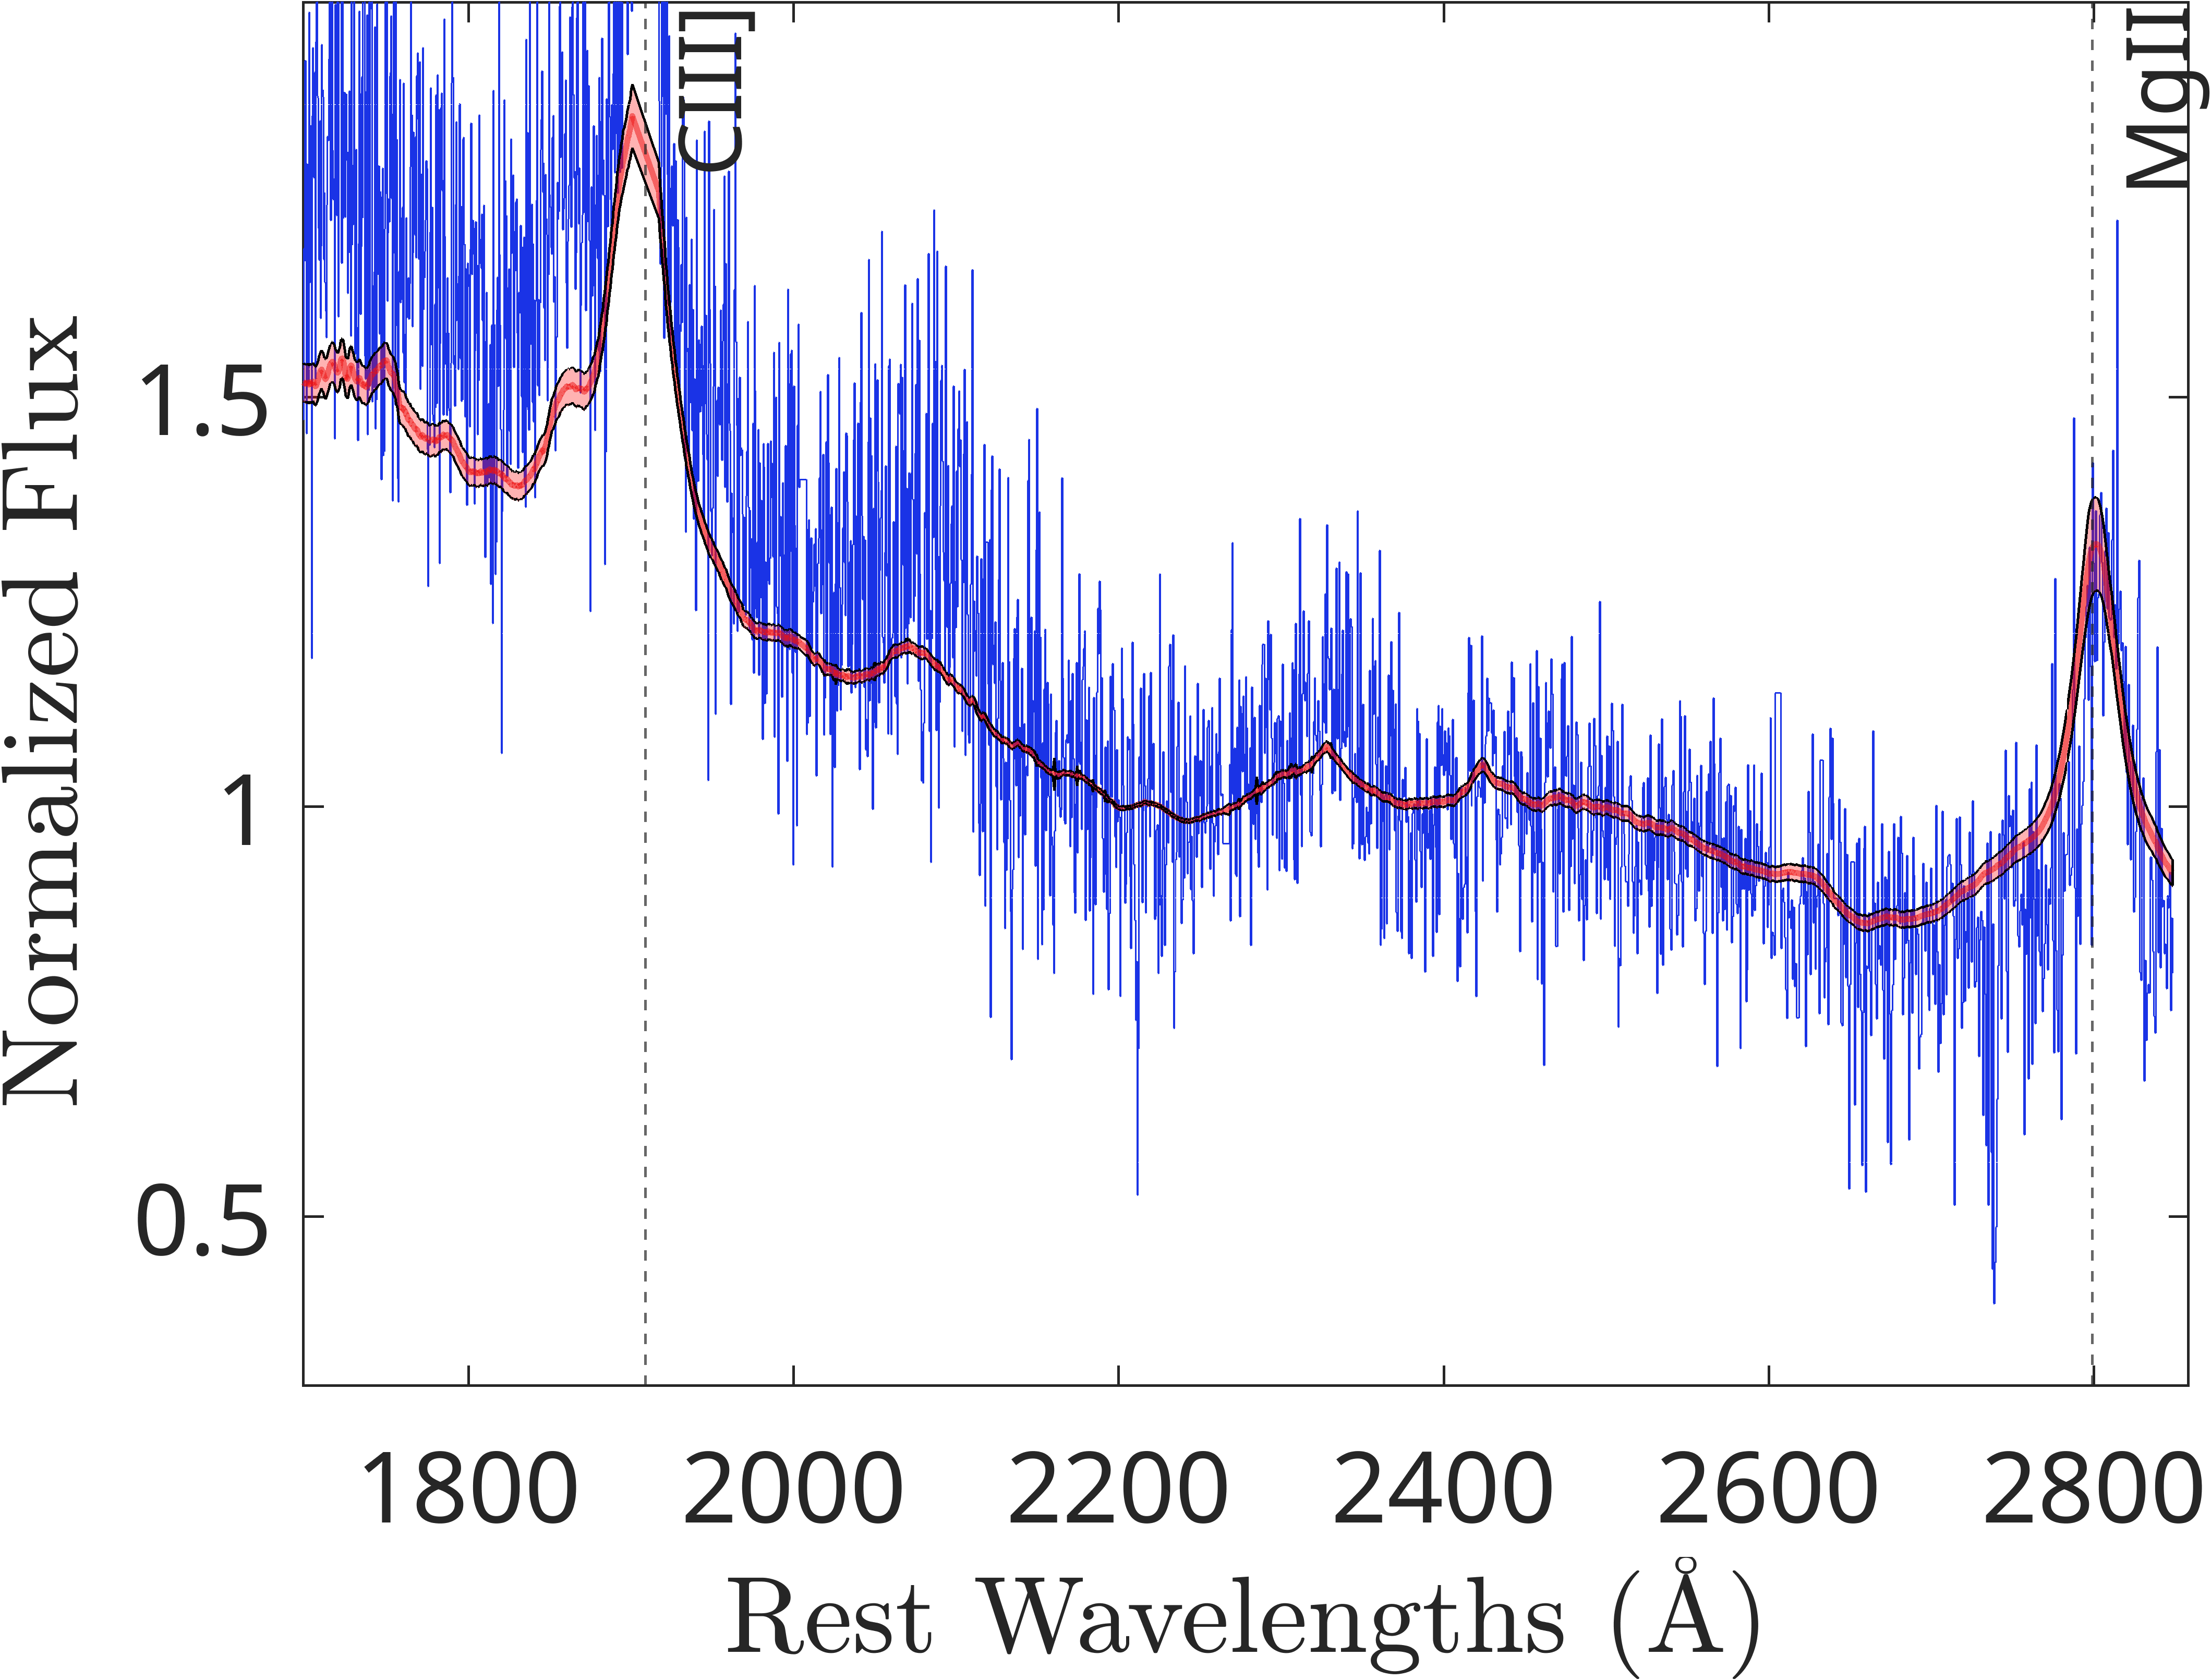 CIII]
MgII
Normalized Flux
1.5
1
0.5
1800 2000 2200 2400 2600 2800
Rest Wavelengths (Å)